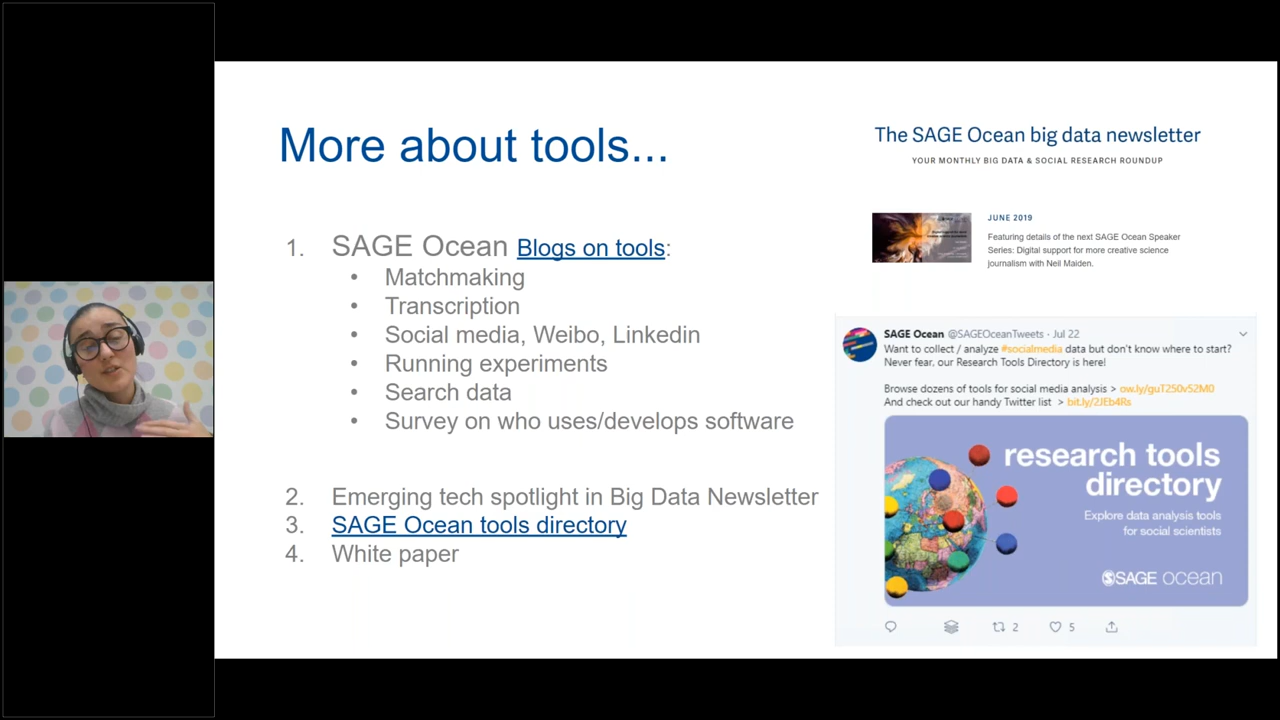 More about tools...
1. SAGE Ocean Blogs on tools:
• Matchmaking
• Transcription
• Social media, Weibo, Linkedin
• Running experiments
• Search data
• Survey on who uses/develops software
2. Emerging tech spotlight in Big Data Newsletter
3. SAGE Ocean tools directory
4. White paper
The SAGE Ocean big data newsletter
YOUR MONTHLY BIG DATA & SOCIAL RESEARCH ROUNDUP
JUNE 2019
Featuring details of the next SAGE Ocean Speaker
Series: Digital support for more creative science
journalism with Neil Maiden.
SAGE Ocean @SAGEOceanTweets · Jul 22
Want to collect / analyze #socialmedia data but don't know where to start?
Never fear, our Research Tools Directory is here!
Browse dozens of tools for social media analysis > ow.ly/guT250v52M0
And check out our handy Twitter list > bit.ly/2JEb4Rs
research tools
directory
Explore data analysis tools
for social scientists
SAGE ocean
2 5